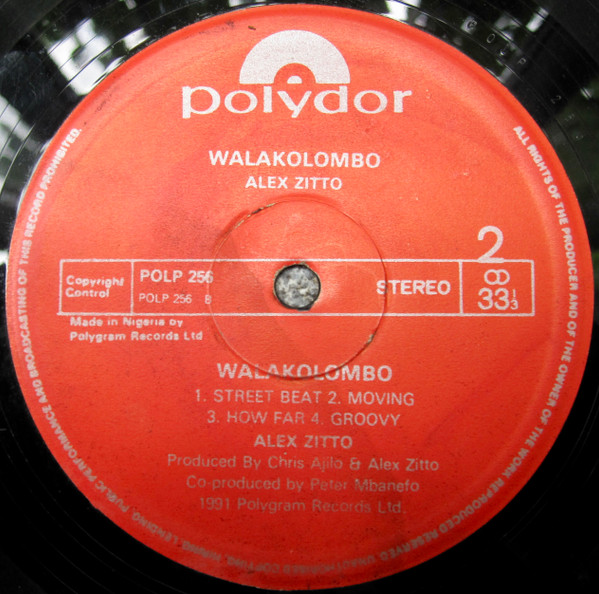 polydor
WALAKOLOMBO
ALEX ZITTO
Copyright
Control
POLP 256
POLP 256 B
STEREO
2
33 1/3
Made in Nigeria by
Polygram Records Ltd
WALAKOLOMBO
1. STREET BEAT 2. MOVING
3. HOW FAR 4. GROOVY
ALEX ZITTO
Produced By Chris Ajilo & Alex Zitto
Co-produced by Peter Mbanefo
1991 Polygram Records Ltd.
ALL RIGHTS OF THE PRODUCER AND OF THE OWNER OF THE WORK REPRODUCED RESERVED. UNAUTHORISED COPYING, HIRING, LENDING, PUBLIC PERFORMANCE AND BROADCASTING OF THIS RECORD PROHIBITED.